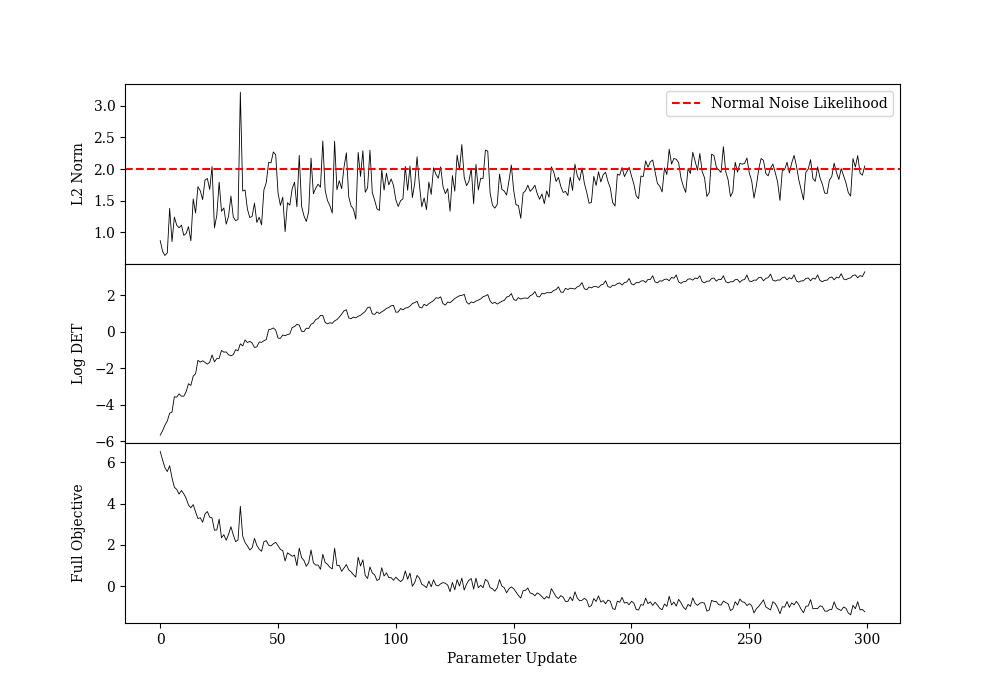 Normal Noise Likelihood
L2 Norm
3.0
2.5
2.0
1.5
1.0
Log DET
2
0
−2
−4
−6
Full Objective
6
4
2
0
0 50 100 150 200 250 300
Parameter Update